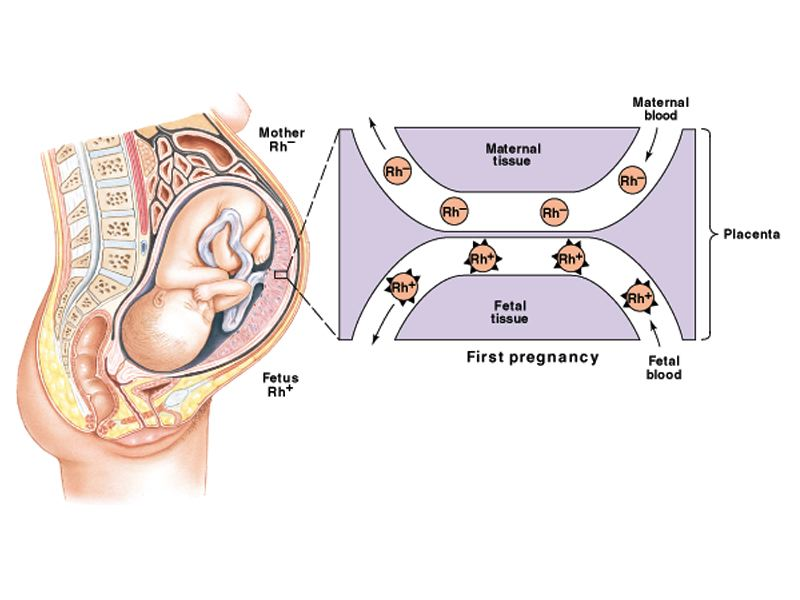 Mother
Rh–
Fetus
Rh+
Maternal
blood
Maternal
tissue
Rh–
Rh–
Rh–
Rh–
Placenta
Rh+
Rh+
Rh+
Rh+
Fetal
tissue
First pregnancy
Fetal
blood